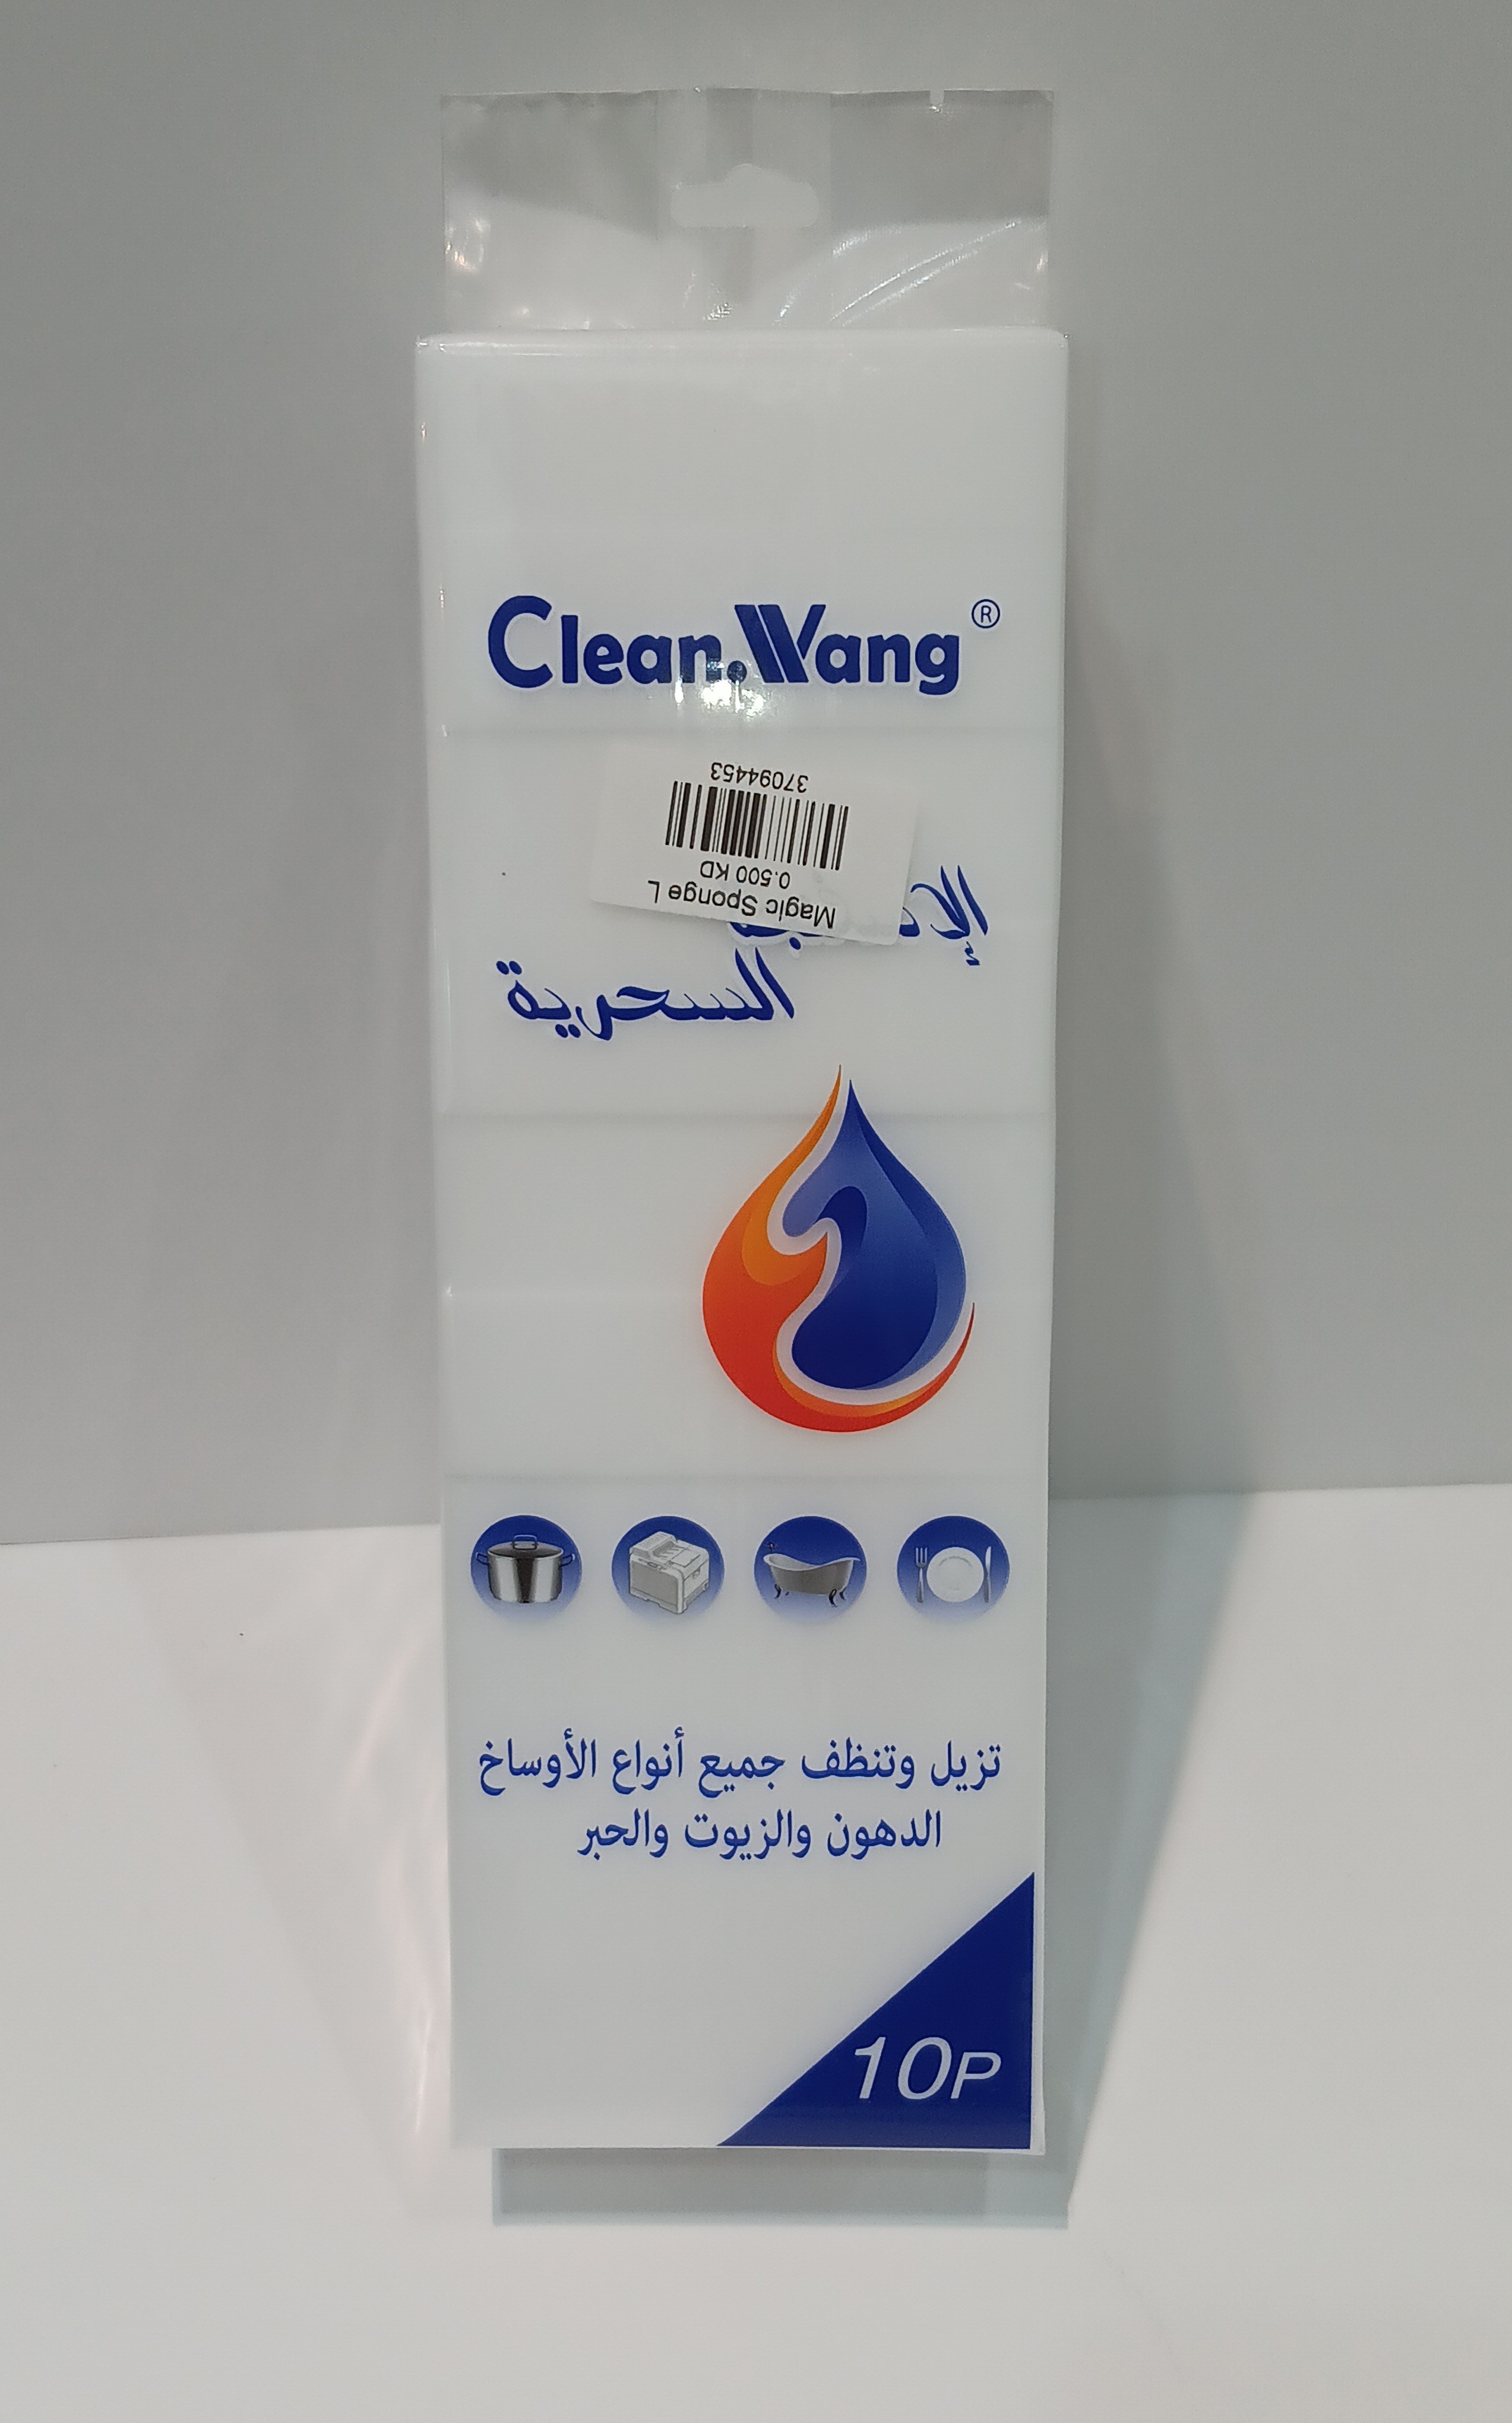 Clean.Wang®
37094453
0.500 KD
Magic Sponge L
السحرية
تزيل وتنظف جميع أنواع الأوساخ
الدهون والزيوت والحبر
10P